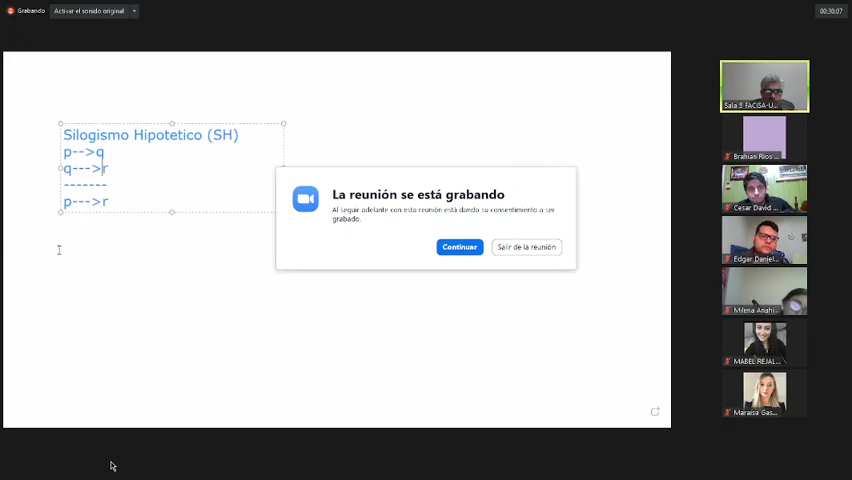 Grabando
Activar el sonido original
00:30:07
Silogismo Hipotetico (SH)
p-->q
q--->r
-------
p--->r
La reunión se está grabando
Al seguir adelante con esta reunión está dando su consentimiento a ser
grabado.
Continuar
Salir de la reunión
Sala 5 FACISA-U...
Brahian Rios ...
Cesar David ...
Edgar Daniel...
Milena Anahi...
MABEL REJAL...
Maraisa Gas...